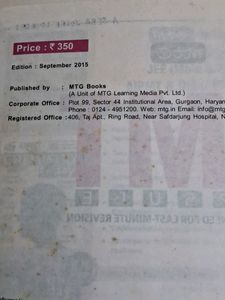 Price : ₹ 350
Edition : September 2015
Published by : MTG Books
(A Unit of MTG Learning Media Pvt. Ltd.)
Corporate Office : Plot 99, Sector 44 Institutional Area, Gurgaon, Haryan
Phone : 0124 - 4951200. Web: mtg.in Email: info@mtg
Registered Office : 406, Taj Apt., Ring Road, Near Safdarjung Hospital, N